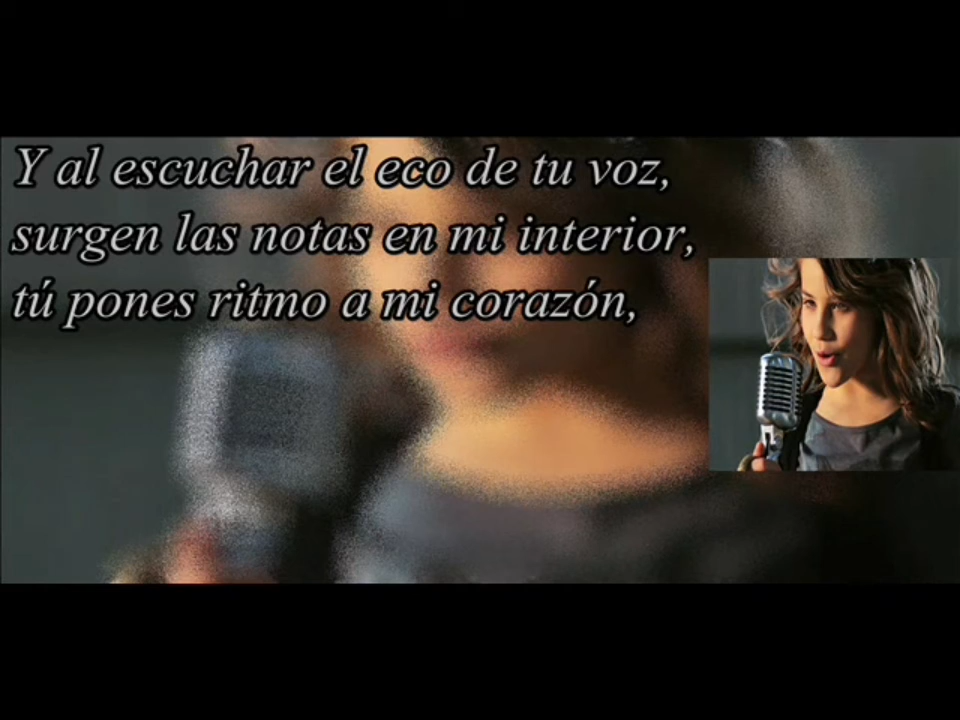 Y al escuchar el eco de tu voz,
surgen las notas en mi interior,
tú pones ritmo a mi corazón,